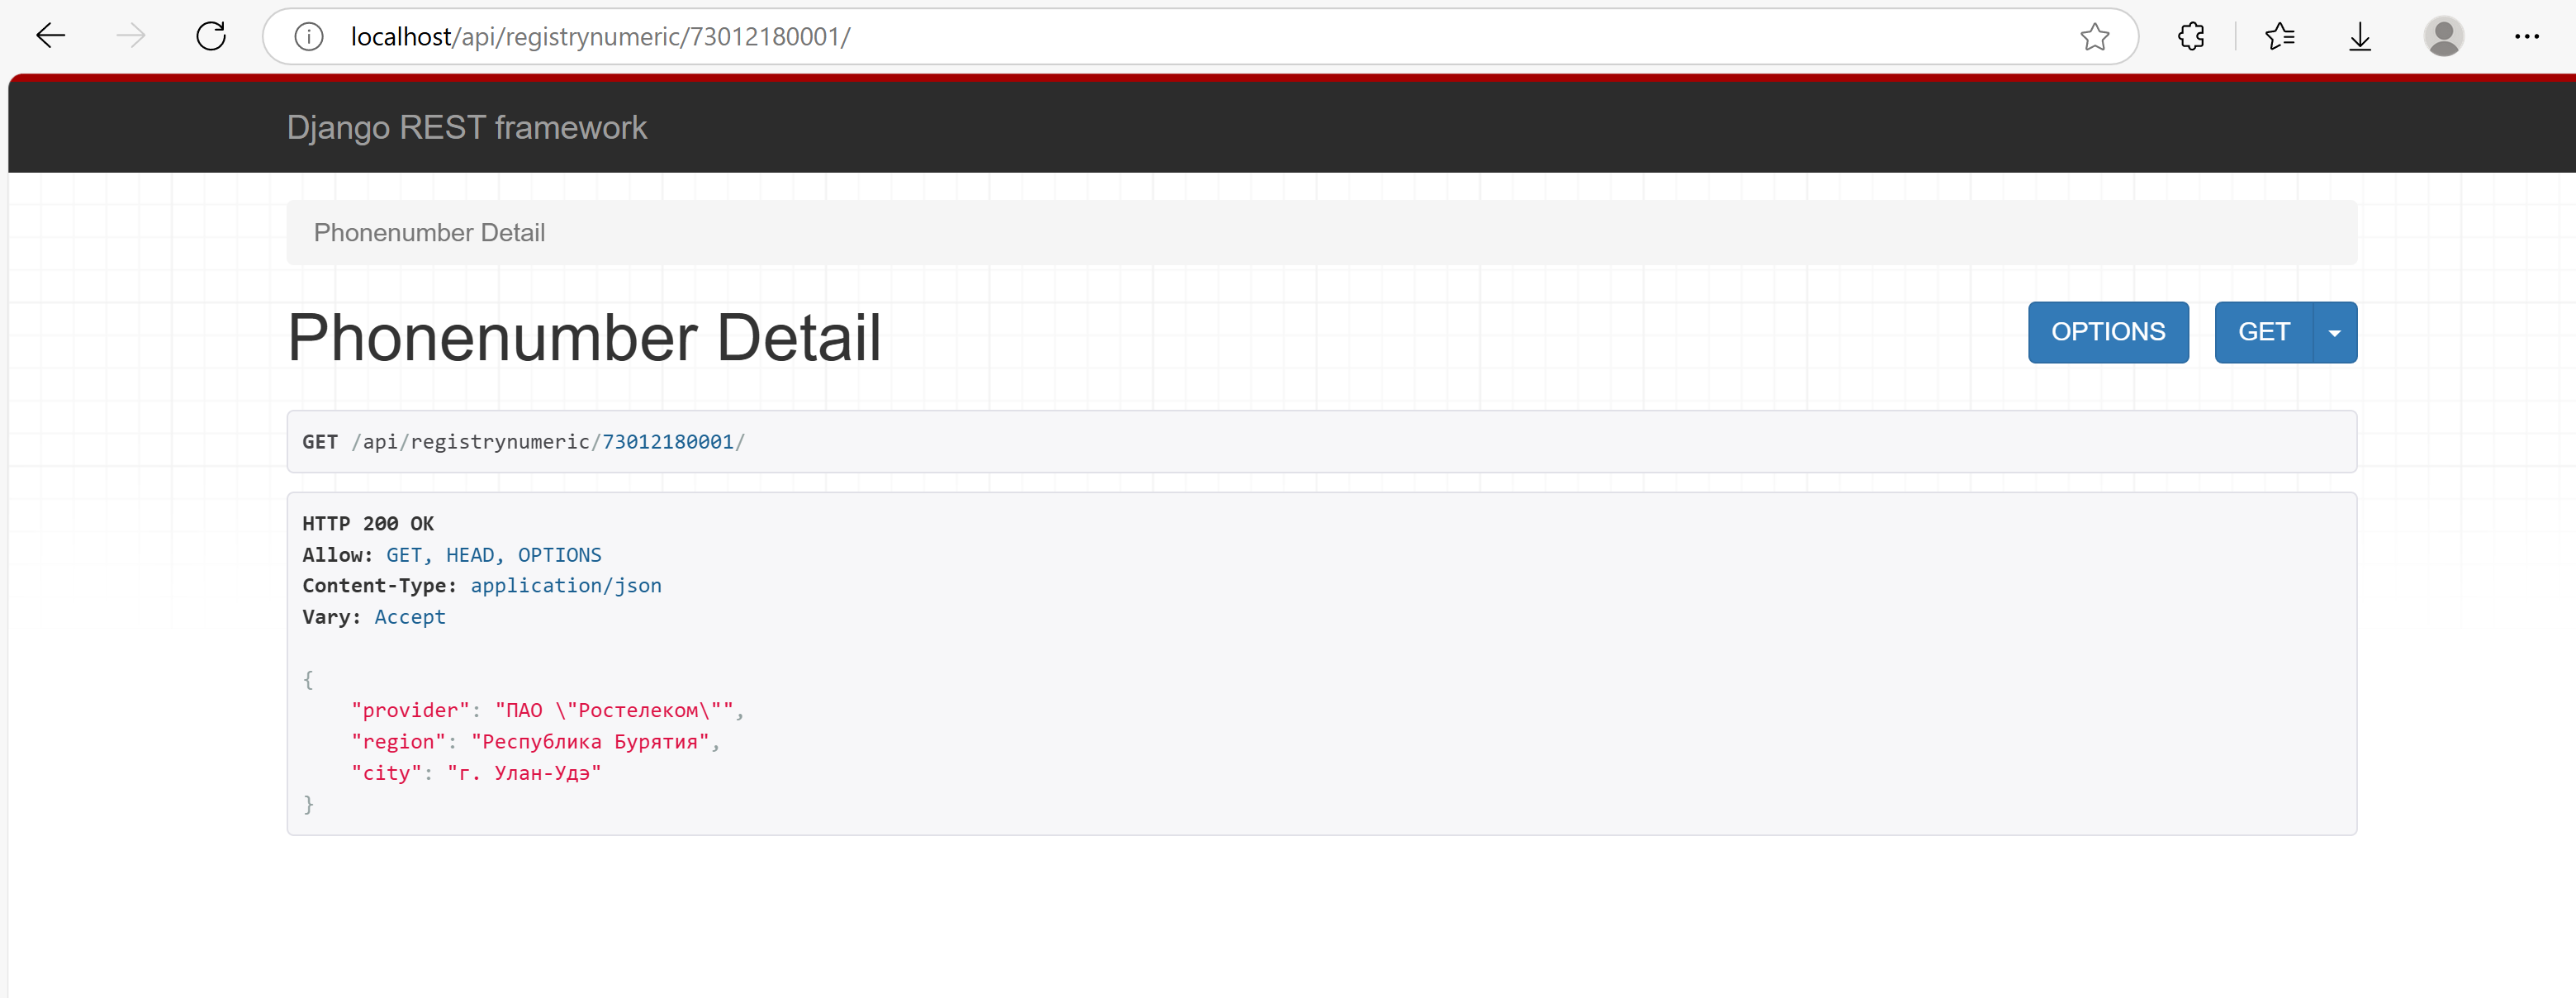 localhost/api/registrynumeric/73012180001/
Django REST framework
Phonenumber Detail
Phonenumber Detail
OPTIONS
GET
GET /api/registrynumeric/73012180001/
HTTP 200 OK
Allow: GET, HEAD, OPTIONS
Content-Type: application/json
Vary: Accept
{
"provider": "ПАО \"Ростелеком\"",
"region": "Республика Бурятия",
"city": "г. Улан-Удэ"
}